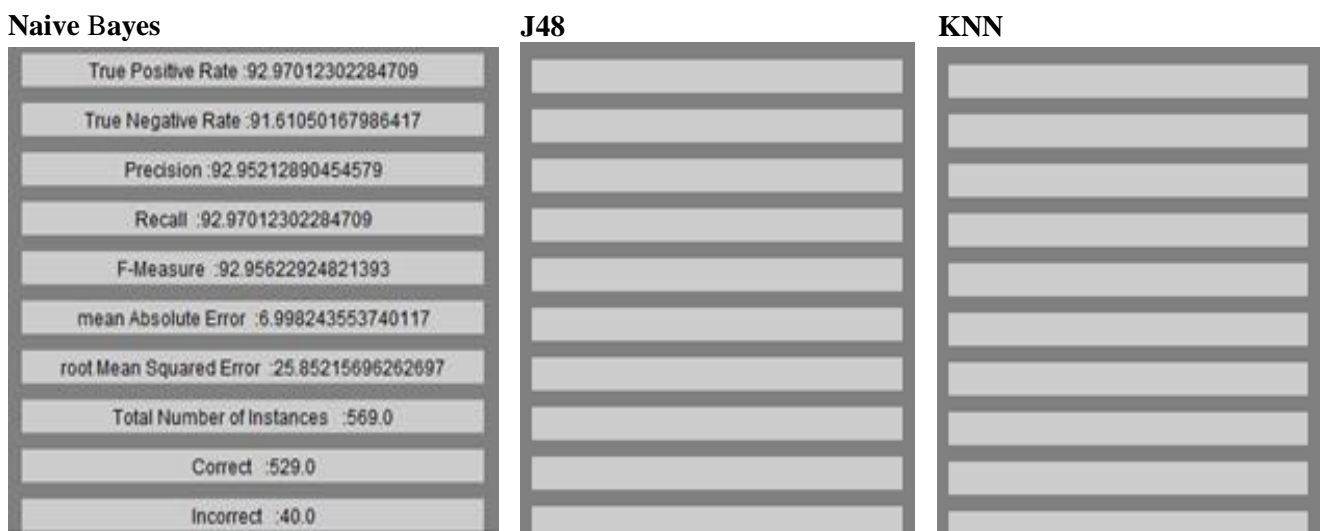 Naive Bayes
True Positive Rate :92.97012302284709
True Negative Rate :91.61050167986417
Precision :92.95212890454579
Recall :92.97012302284709
F-Measure :92.95622924821393
mean Absolute Error :6.998243553740117
root Mean Squared Error :25.85215696262697
Total Number of Instances :569.0
Correct :529.0
Incorrect :40.0
J48
KNN